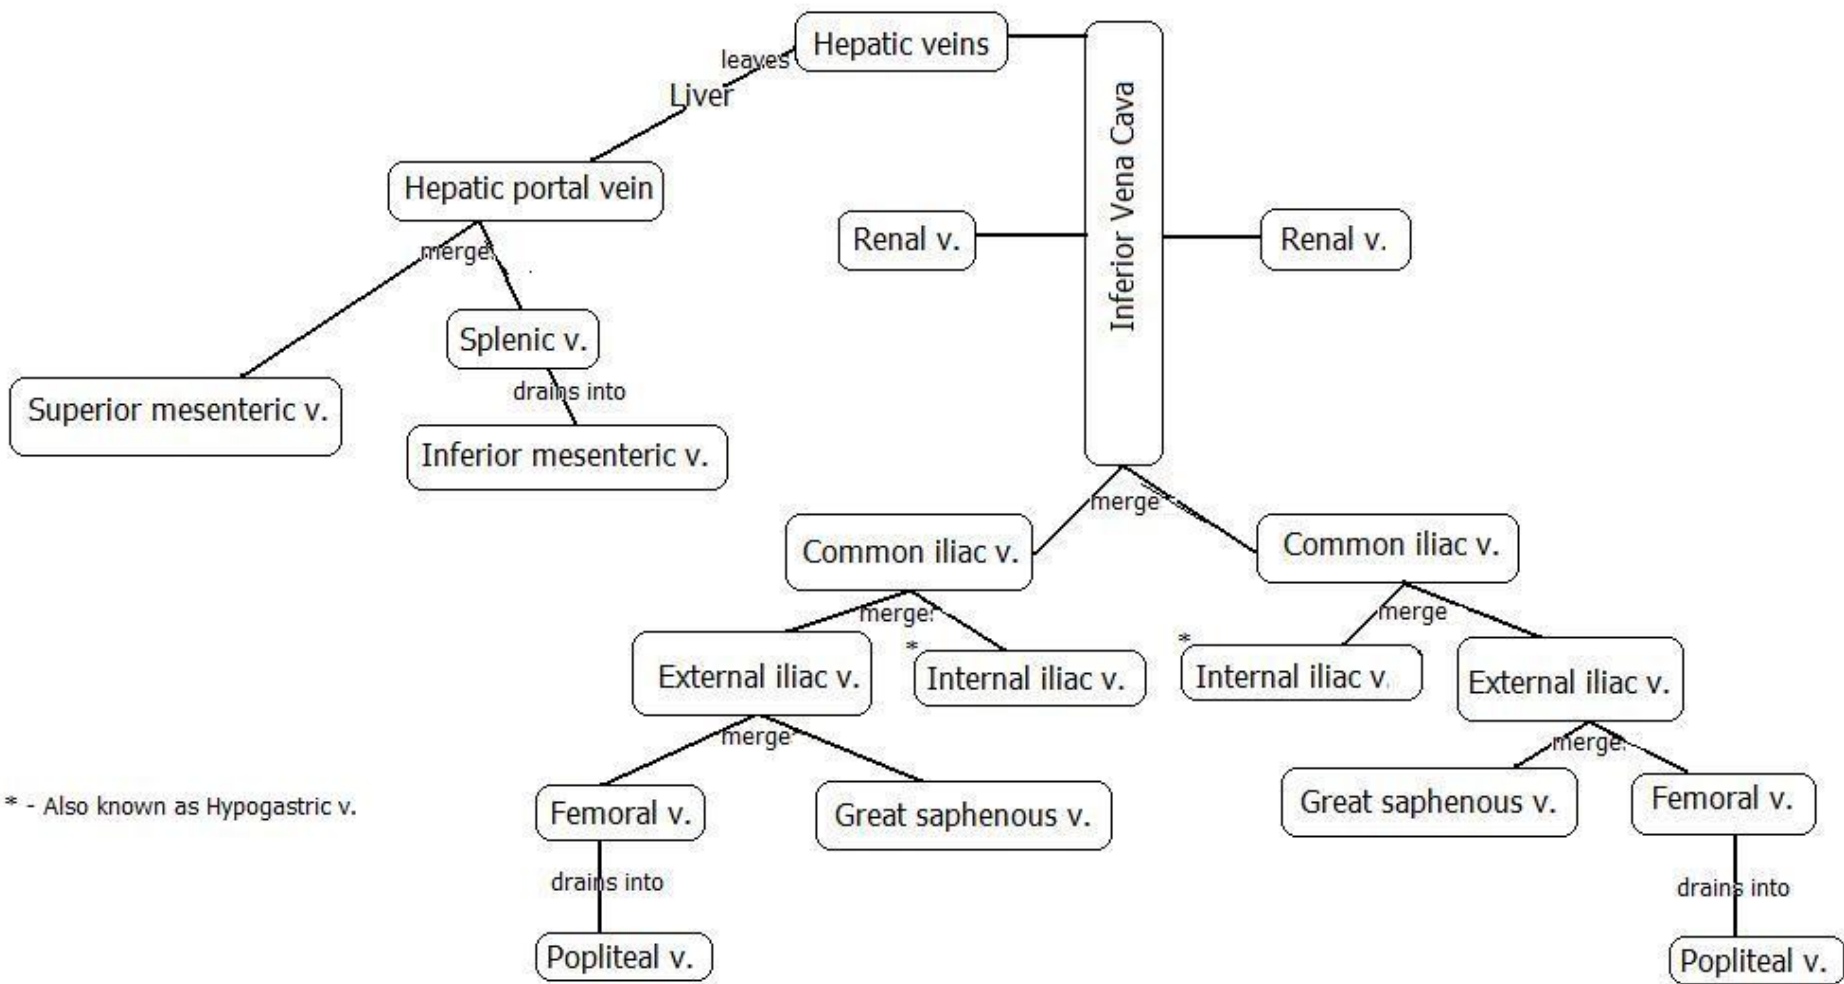 Hepatic veins
leaves
Liver
Inferior Vena Cava
Hepatic portal vein
merge
Renal v.
Renal v.
Splenic v.
drains into
Superior mesenteric v.
Inferior mesenteric v.
merge
Common iliac v.
Common iliac v.
merge
merge
*
*
External iliac v.
Internal iliac v.
Internal iliac v.
External iliac v.
merge
merge
* - Also known as Hypogastric v.
Femoral v.
Great saphenous v.
Great saphenous v.
Femoral v.
drains into
drains into
Popliteal v.
Popliteal v.